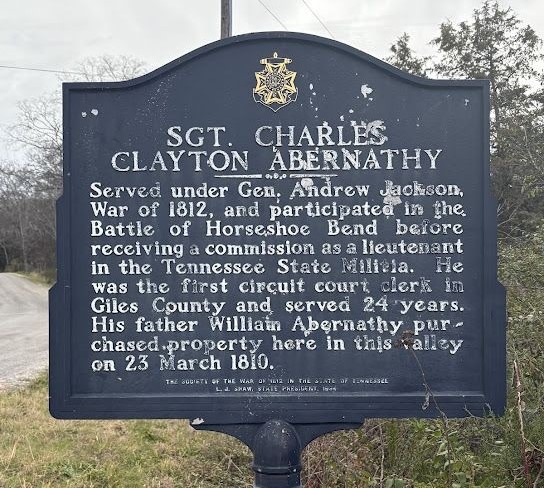 SGT. CHARLES
CLAYTON ABERNATHY
Served under Gen. Andrew Jackson,
War of 1812, and participated in the
Battle of Horseshoe Bend before
receiving a commission as a lieutenant
in the Tennessee State Militia. He
was the first circuit court clerk in
Giles County and served 24 years.
His father William Abernathy pur-
chased property here in this valley
on 23 March 1810.
THE SOCIETY OF THE WAR OF 1812 IN THE STATE OF TENNESSEE
L. J. SHAW, STATE PRESIDENT,